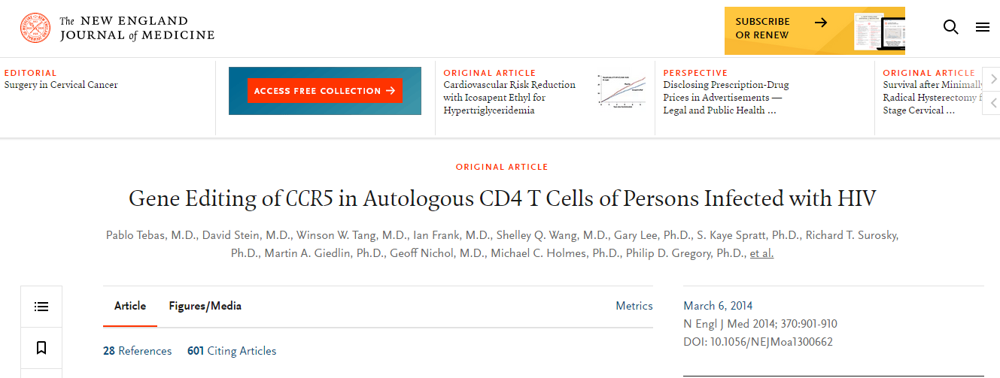 The NEW ENGLAND
JOURNAL of MEDICINE
SUBSCRIBE
OR RENEW
EDITORIAL
Surgery in Cervical Cancer
ACCESS FREE COLLECTION
ORIGINAL ARTICLE
Cardiovascular Risk Reduction
with Icosapent Ethyl for
Hypertriglyceridemia
PERSPECTIVE
Disclosing Prescription-Drug
Prices in Advertisements —
Legal and Public Health ...
ORIGINAL ARTICLE
Survival after Minimally
Radical Hysterectomy f
Stage Cervical ...
ORIGINAL ARTICLE
Gene Editing of CCR5 in Autologous CD4 T Cells of Persons Infected with HIV
Pablo Tebas, M.D., David Stein, M.D., Winson W. Tang, M.D., Ian Frank, M.D., Shelley Q. Wang, M.D., Gary Lee, Ph.D., S. Kaye Spratt, Ph.D., Richard T. Surosky,
Ph.D., Martin A. Giedlin, Ph.D., Geoff Nichol, M.D., Michael C. Holmes, Ph.D., Philip D. Gregory, Ph.D., et al.
Article Figures/Media Metrics
28 References 601 Citing Articles
March 6, 2014
N Engl J Med 2014; 370:901-910
DOI: 10.1056/NEJMoa1300662